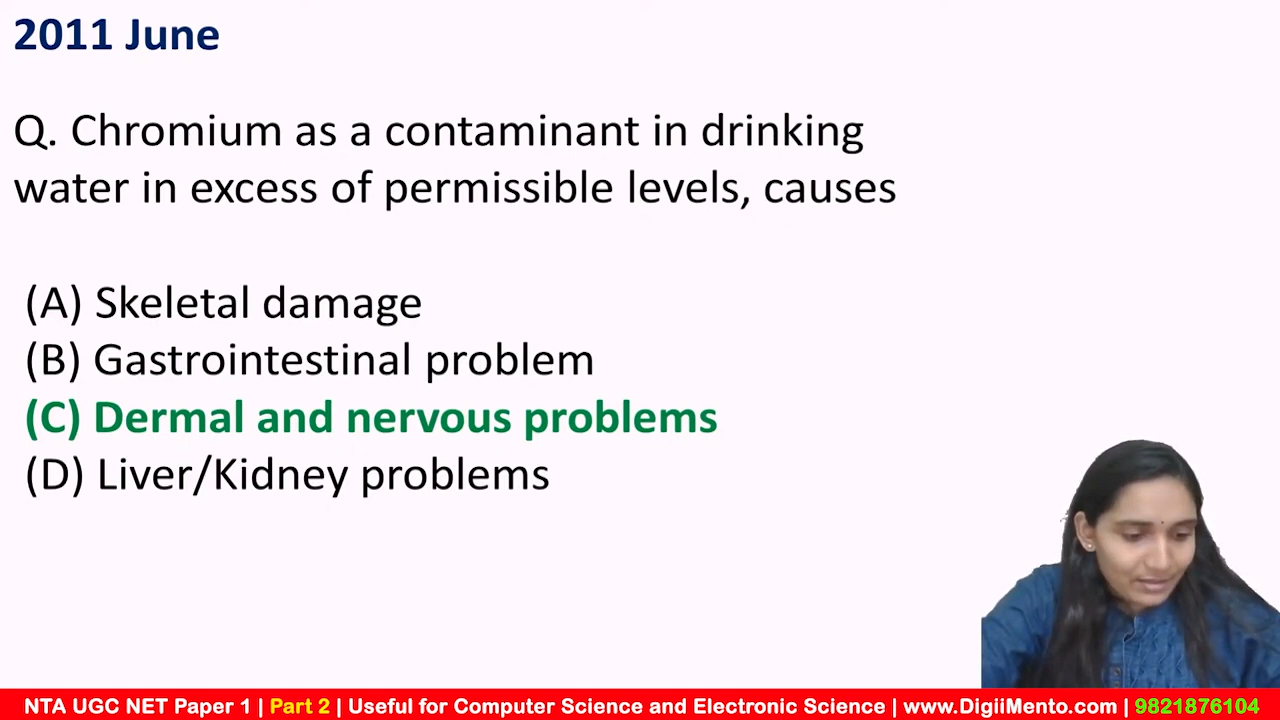 2011 June
Q. Chromium as a contaminant in drinking
water in excess of permissible levels, causes
(A) Skeletal damage
(B) Gastrointestinal problem
(C) Dermal and nervous problems
(D) Liver/Kidney problems
NTA UGC NET Paper 1 | Part 2 | Useful for Computer Science and Electronic Science | www.DigiiMento.com | 9821876104